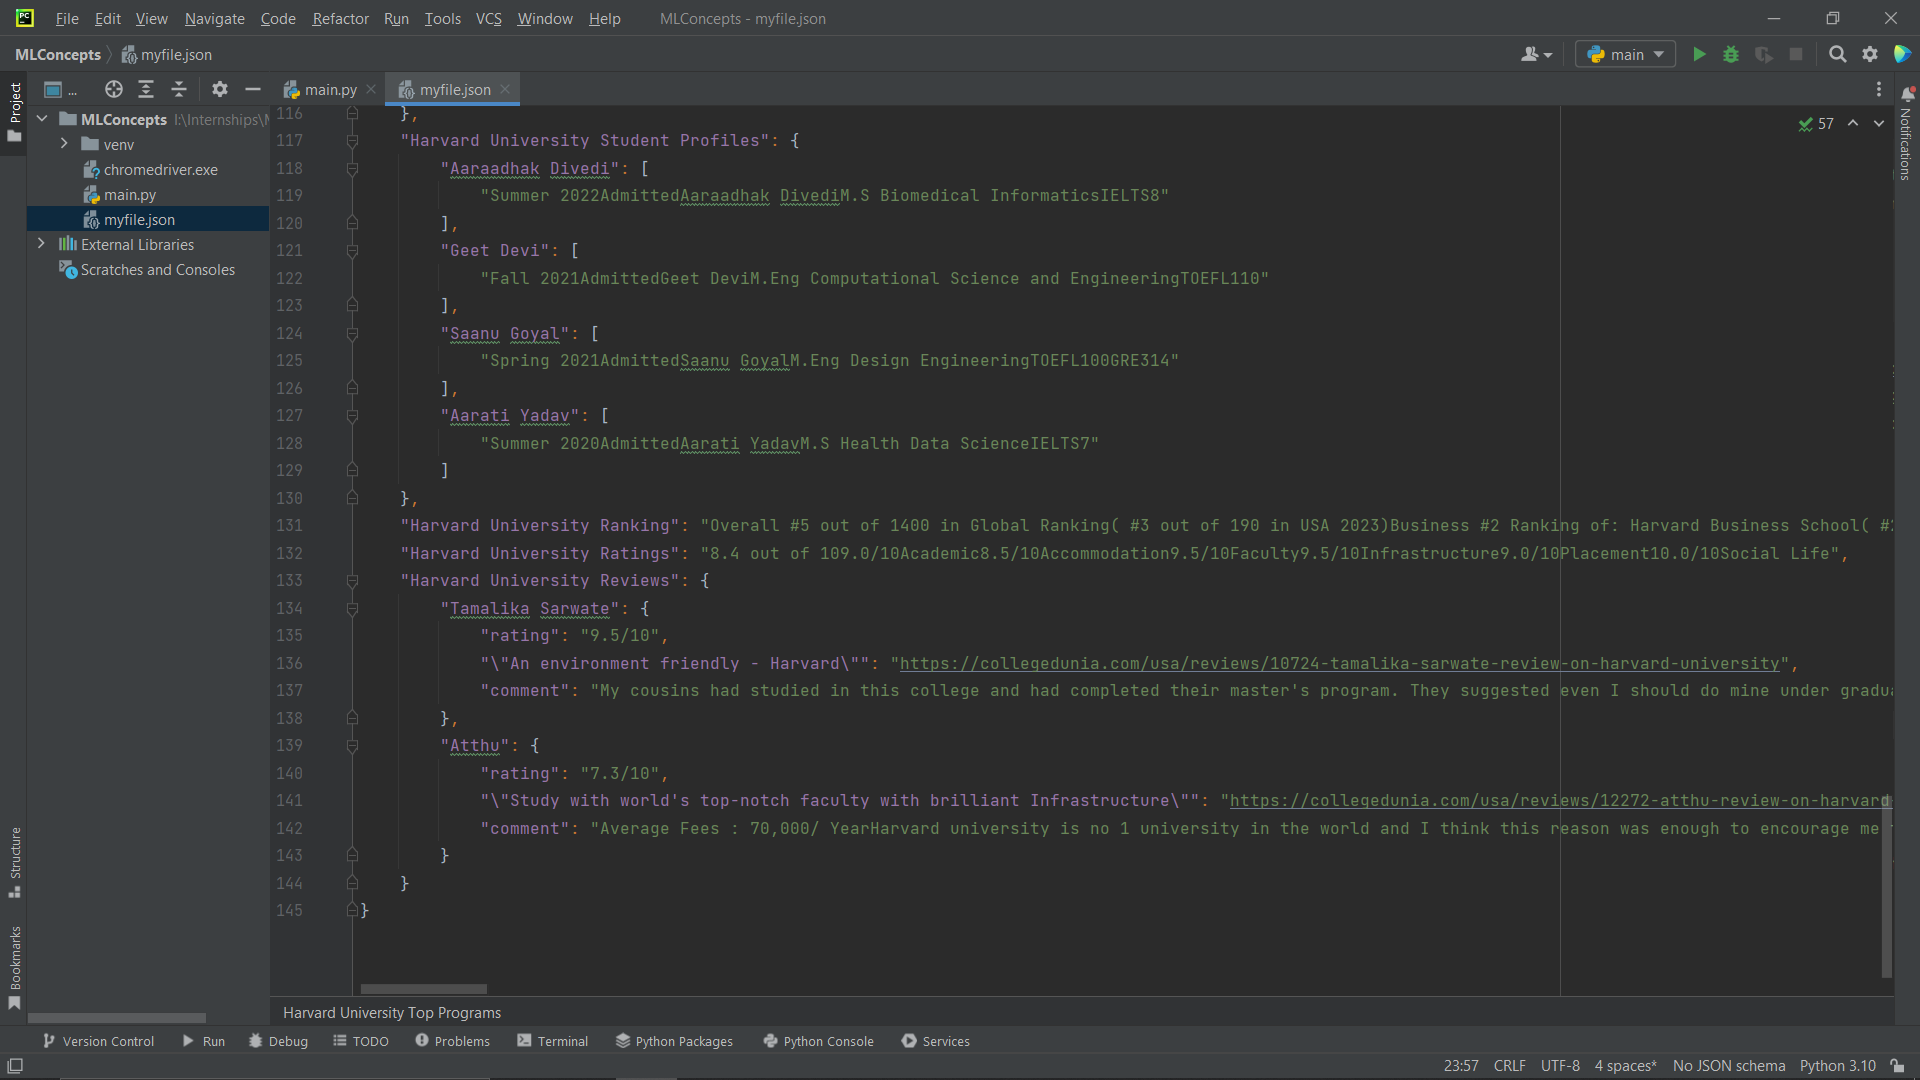 File Edit View Navigate Code Refactor Run Tools VCS Window Help MLConcepts - myfile.json
MLConcepts myfile.json main
Project ... main.py myfile.json
MLConcepts I:\Internships\
venv
chromedriver.exe
main.py
myfile.json
External Libraries
Scratches and Consoles
57
Notifications
116 },
117 "Harvard University Student Profiles": {
118 "Aaraadhak Divedi": [
119 "Summer 2022AdmittedAaraadhak DivediM.S Biomedical InformaticsIELTS8"
120 ],
121 "Geet Devi": [
122 "Fall 2021AdmittedGeet DeviM.Eng Computational Science and EngineeringTOEFL110"
123 ],
124 "Saanu Goyal": [
125 "Spring 2021AdmittedSaanu GoyalM.Eng Design EngineeringTOEFL100GRE314"
126 ],
127 "Aarati Yadav": [
128 "Summer 2020AdmittedAarati YadavM.S Health Data ScienceIELTS7"
129 ]
130 },
131 "Harvard University Ranking": "Overall #5 out of 1400 in Global Ranking( #3 out of 190 in USA 2023)Business #2 Ranking of: Harvard Business School( #2
132 "Harvard University Ratings": "8.4 out of 109.0/10Academic8.5/10Accommodation9.5/10Faculty9.5/10Infrastructure9.0/10Placement10.0/10Social Life",
133 "Harvard University Reviews": {
134 "Tamalika Sarwate": {
135 "rating": "9.5/10",
136 "\"An environment friendly - Harvard\"": "https://collegedunia.com/usa/reviews/10724-tamalika-sarwate-review-on-harvard-university",
137 "comment": "My cousins had studied in this college and had completed their master's program. They suggested even I should do mine under gradua
138 },
139 "Atthu": {
140 "rating": "7.3/10",
141 "\"Study with world's top-notch faculty with brilliant Infrastructure\"": "https://collegedunia.com/usa/reviews/12272-atthu-review-on-harvard-
142 "comment": "Average Fees : 70,000/ YearHarvard university is no 1 university in the world and I think this reason was enough to encourage me
143 }
144 }
145 }
Structure
Bookmarks
Harvard University Top Programs
Version Control Run Debug TODO Problems Terminal Python Packages Python Console Services
23:57 CRLF UTF-8 4 spaces* No JSON schema Python 3.10